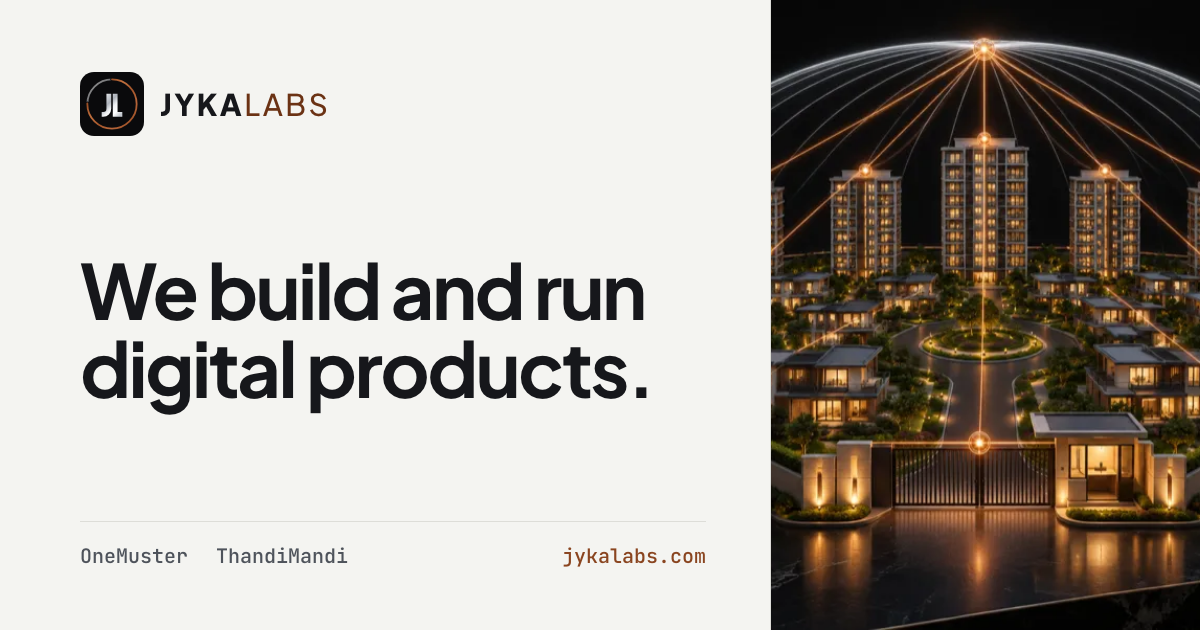 JL
JYKALABS
We build and run
digital products.
OneMuster ThandiMandi
jykalabs.com